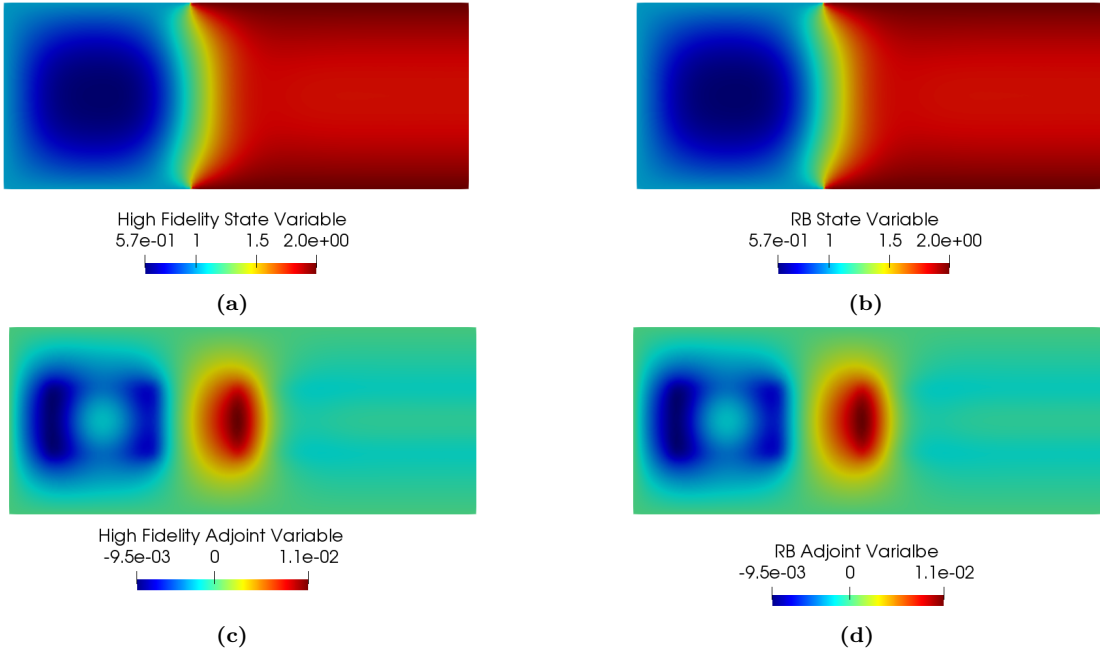 High Fidelity State Variable
5.7e-01 1 1.5 2.0e+00
(a)
RB State Variable
5.7e-01 1 1.5 2.0e+00
(b)
High Fidelity Adjoint Variable
-9.5e-03 0 1.1e-02
(c)
RB Adjoint Varialbe
-9.5e-03 0 1.1e-02
(d)